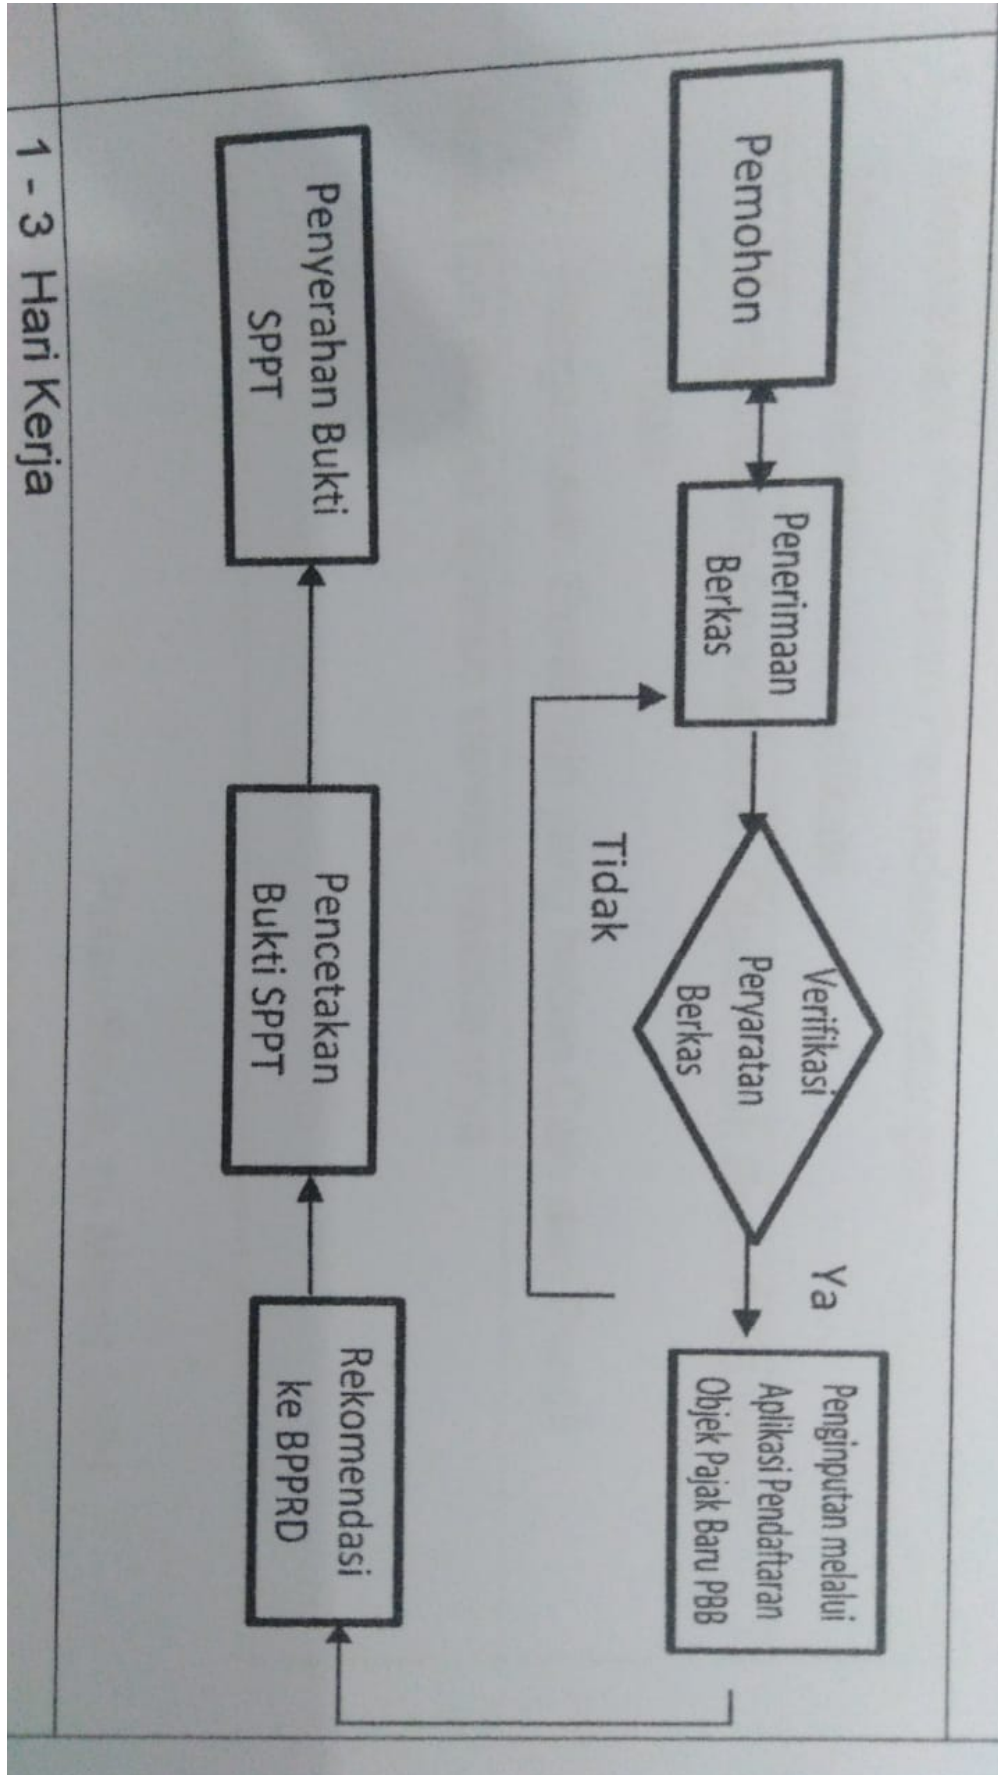 Pemohon
Penerimaan
Berkas
Verifikasi
Peryaratan
Berkas
Ya
Penginputan melalui
Aplikasi Pendaftaran
Objek Pajak Baru PBB
Tidak
Rekomendasi
ke BPPRD
Pencetakan
Bukti SPPT
Penyerahan Bukti
SPPT
1 - 3 Hari Kerja